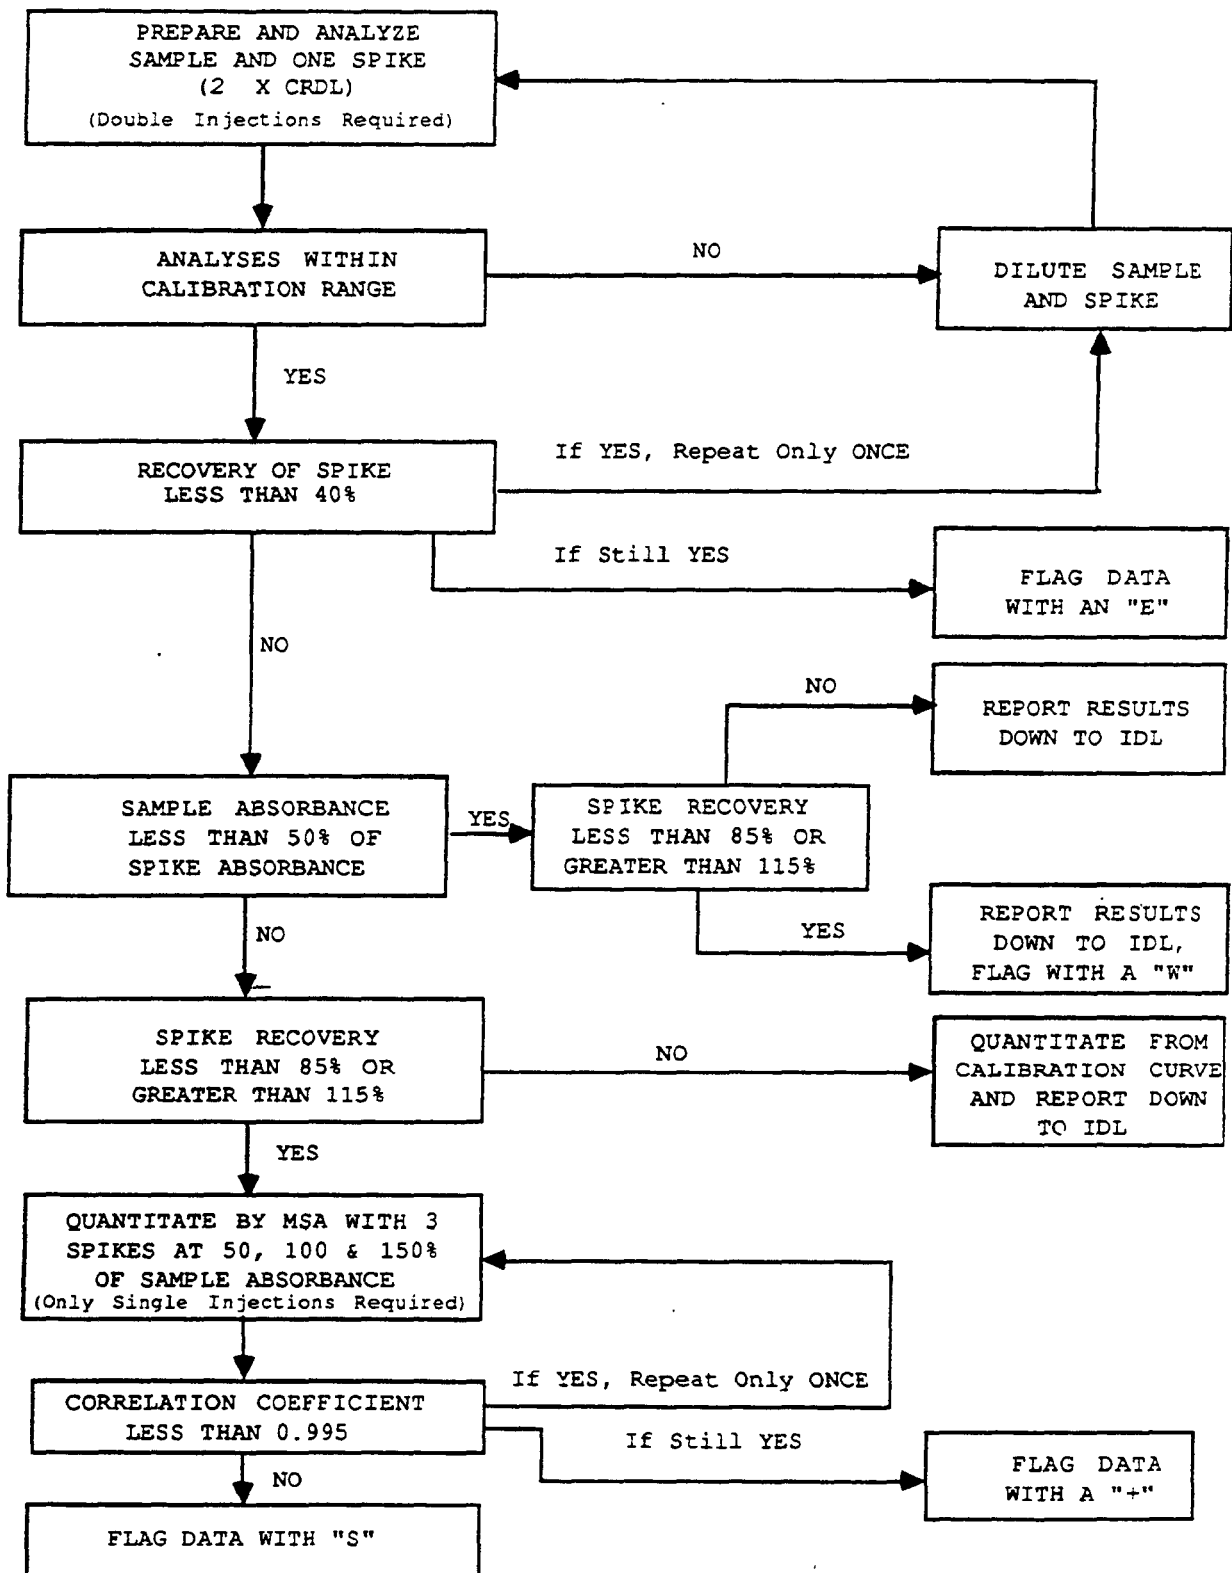 PREPARE AND ANALYZE
SAMPLE AND ONE SPIKE
(2 X CRDL)
(Double Injections Required)
ANALYSES WITHIN
CALIBRATION RANGE
NO
DILUTE SAMPLE
AND SPIKE
YES
RECOVERY OF SPIKE
LESS THAN 40%
If YES, Repeat Only ONCE
If Still YES
FLAG DATA
WITH AN "E"
NO
NO
REPORT RESULTS
DOWN TO IDL
SAMPLE ABSORBANCE
LESS THAN 50% OF
SPIKE ABSORBANCE
YES
SPIKE RECOVERY
LESS THAN 85% OR
GREATER THAN 115%
YES
REPORT RESULTS
DOWN TO IDL,
FLAG WITH A "W"
NO
SPIKE RECOVERY
LESS THAN 85% OR
GREATER THAN 115%
NO
QUANTITATE FROM
CALIBRATION CURVE
AND REPORT DOWN
TO IDL
YES
QUANTITATE BY MSA WITH 3
SPIKES AT 50, 100 & 150%
OF SAMPLE ABSORBANCE
(Only Single Injections Required)
CORRELATION COEFFICIENT
LESS THAN 0.995
If YES, Repeat Only ONCE
If Still YES
FLAG DATA
WITH A "+"
NO
FLAG DATA WITH "S"